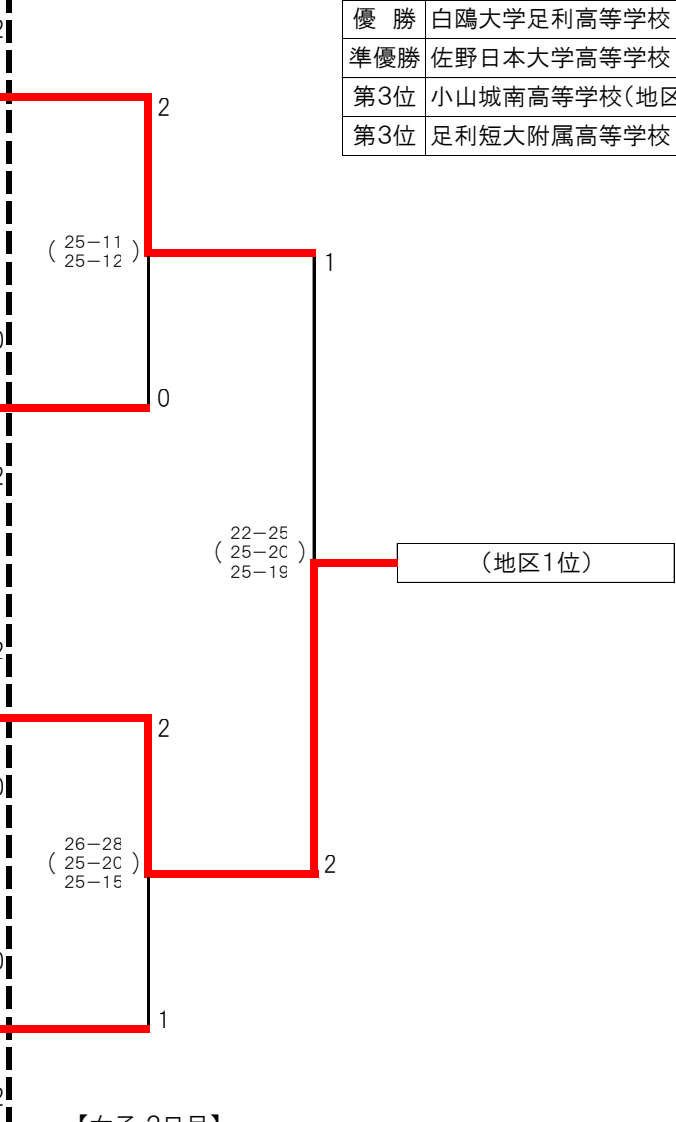 優　勝 白鴎大学足利高等学校
準優勝 佐野日本大学高等学校
第3位 小山城南高等学校(地区
第3位 足利短大附属高等学校
2
25－11
25－12
1
0
22－25
25－20
25－19
（地区1位）
2
26－28
25－20
25－15
2
1